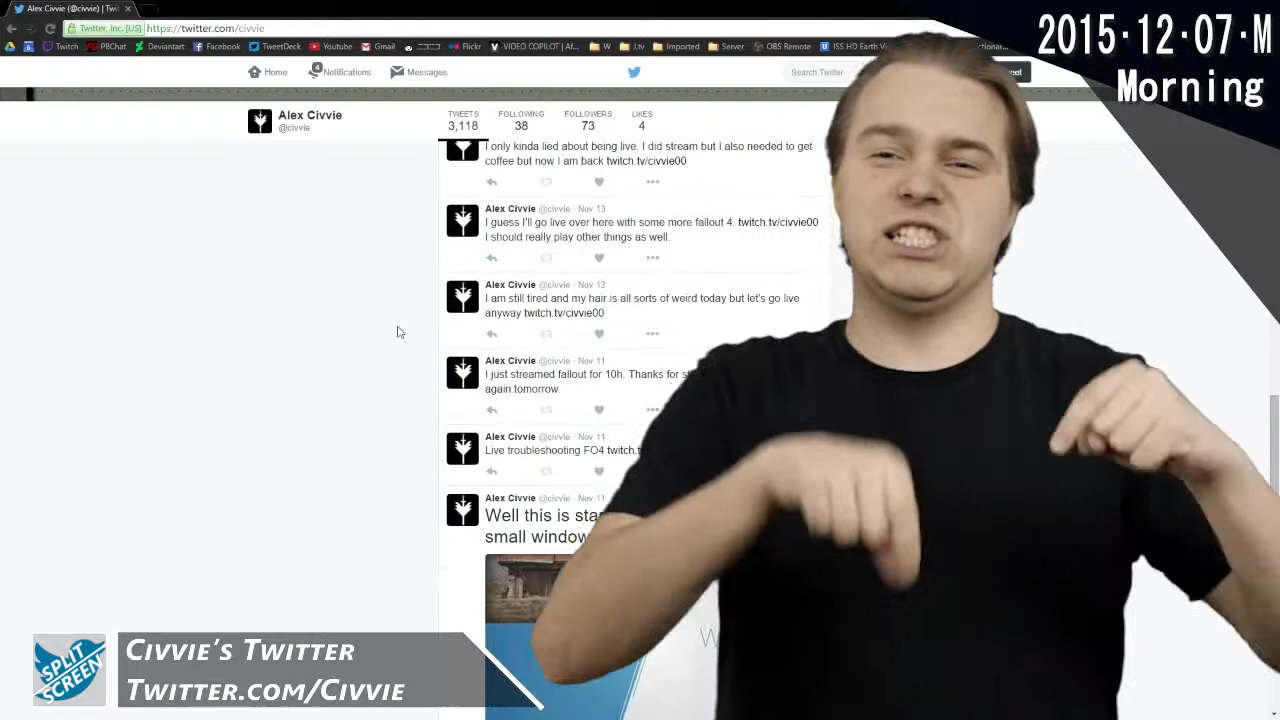 Alex Civvie (@civvie) | Twit
2015·12·07·M
Morning
Twitter, Inc. [US] https://twitter.com/civvie
Twitch PBChat Deviantart Facebook TweetDeck Youtube Gmail Flickr VIDEO COPILOT | Af... W i.tv Imported Server OBS Remote ISS HD Earth
Home 4 Notifications Messages Search Twitter
Alex Civvie
@civvie
TWEETS FOLLOWING FOLLOWERS LIKES
3,118 38 73 4
I only kinda lied about being live. I did stream but I also needed to get
coffee but now I am back twitch.tv/civvie00
Alex Civvie @civvie · Nov 13
I guess I'll go live over here with some more fallout 4. twitch.tv/civvie00
I should really play other things as well.
Alex Civvie @civvie · Nov 12
I am still tired and my hair is all sorts of weird today but let's go live
anyway twitch.tv/civvie00
Alex Civvie @civvie · Nov 11
I just streamed fallout for 10h. Thanks for
again tomorrow.
Alex Civvie @civvie · Nov 11
Live troubleshooting FO4 twitch.t
Alex Civvie @civvie · Nov 11
Well this is
small window
SPLIT
SCREEN
Civvie's Twitter
Twitter.com/Civvie